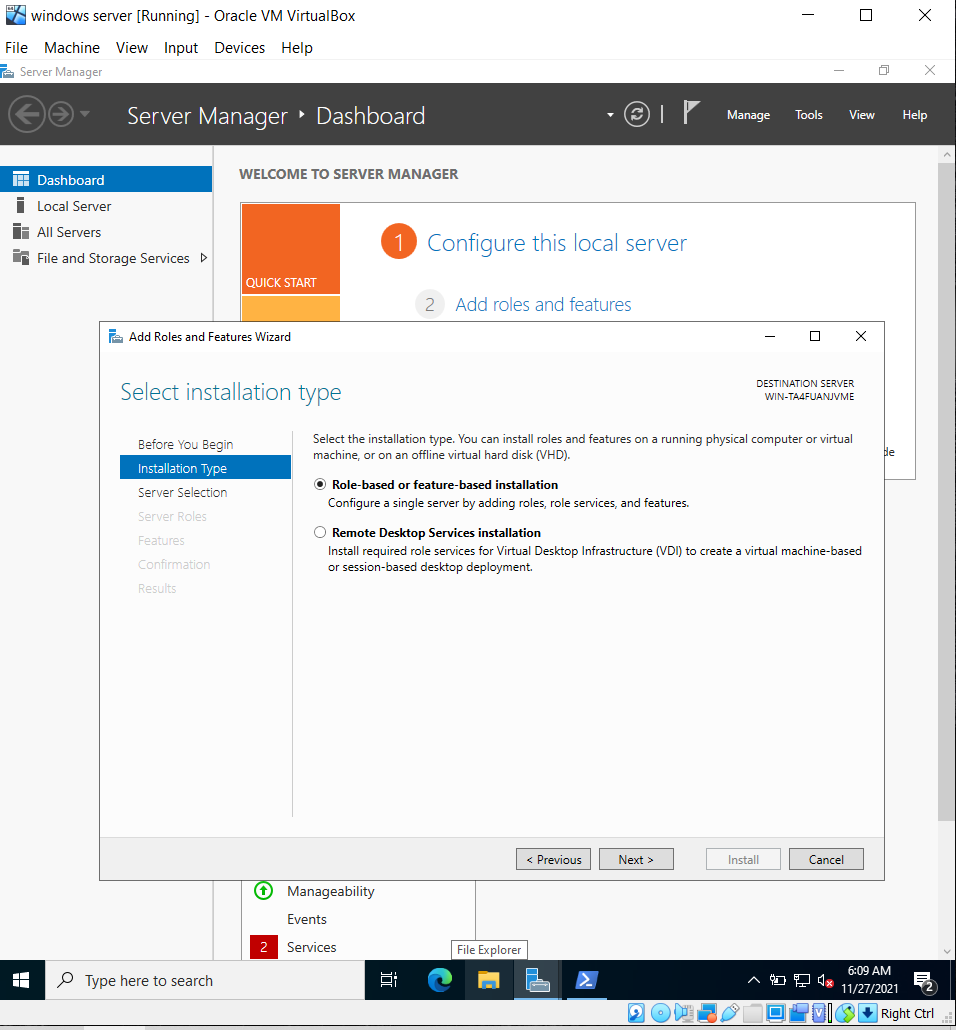 windows server [Running] - Oracle VM VirtualBox
File Machine View Input Devices Help
Server Manager
Server Manager Dashboard
Manage Tools View Help
Dashboard
Local Server
All Servers
File and Storage Services
WELCOME TO SERVER MANAGER
QUICK START
1 Configure this local server
2 Add roles and features
Add Roles and Features Wizard
Select installation type
DESTINATION SERVER
WIN-TA4FUANJVME
Before You Begin
Installation Type
Server Selection
Server Roles
Features
Confirmation
Results
Select the installation type. You can install roles and features on a running physical computer or virtual
machine, or on an offline virtual hard disk (VHD).
Role-based or feature-based installation
Configure a single server by adding roles, role services, and features.
Remote Desktop Services installation
Install required role services for Virtual Desktop Infrastructure (VDI) to create a virtual machine-based
or session-based desktop deployment.
de
< Previous Next > Install Cancel
Manageability
Events
2 Services
File Explorer
Type here to search
6:09 AM
11/27/2021
2
Right Ctrl